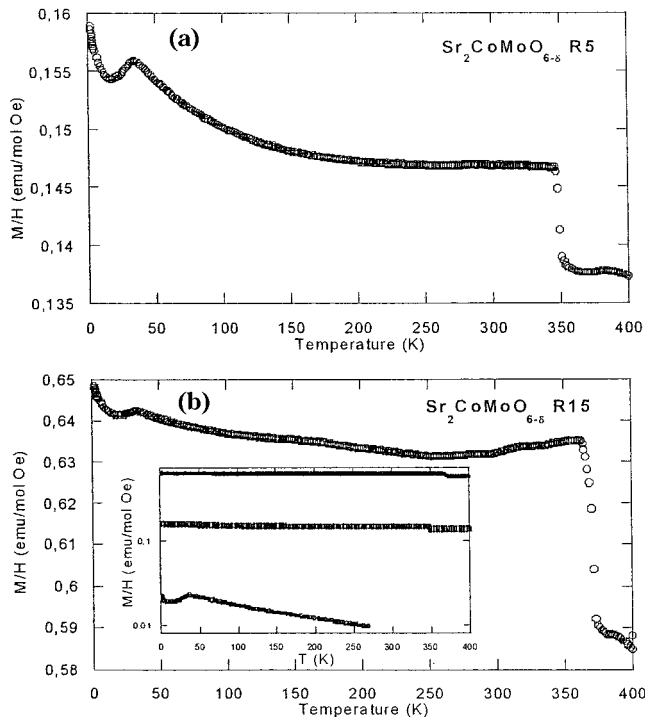 0,16
(a)
Sr2CoMoO6-δ R5
0,155
0,15
M/H (emu/mol Oe)
0,146
0,14
0,135
0 50 100 150 200 250 300 350 400
Temperature (K)
0,65
(b)
Sr2CoMoO6-δ R15
0,64
0,63
0,62
M/H (emu/mol Oe)
0,61
0,6
0,59
0,58
0.1
M/H (emu/mol Oe)
0.01
0 50 100 150 200 250 300 350 400
T (K)
0 50 100 150 200 250 300 350 400
Temperature (K)